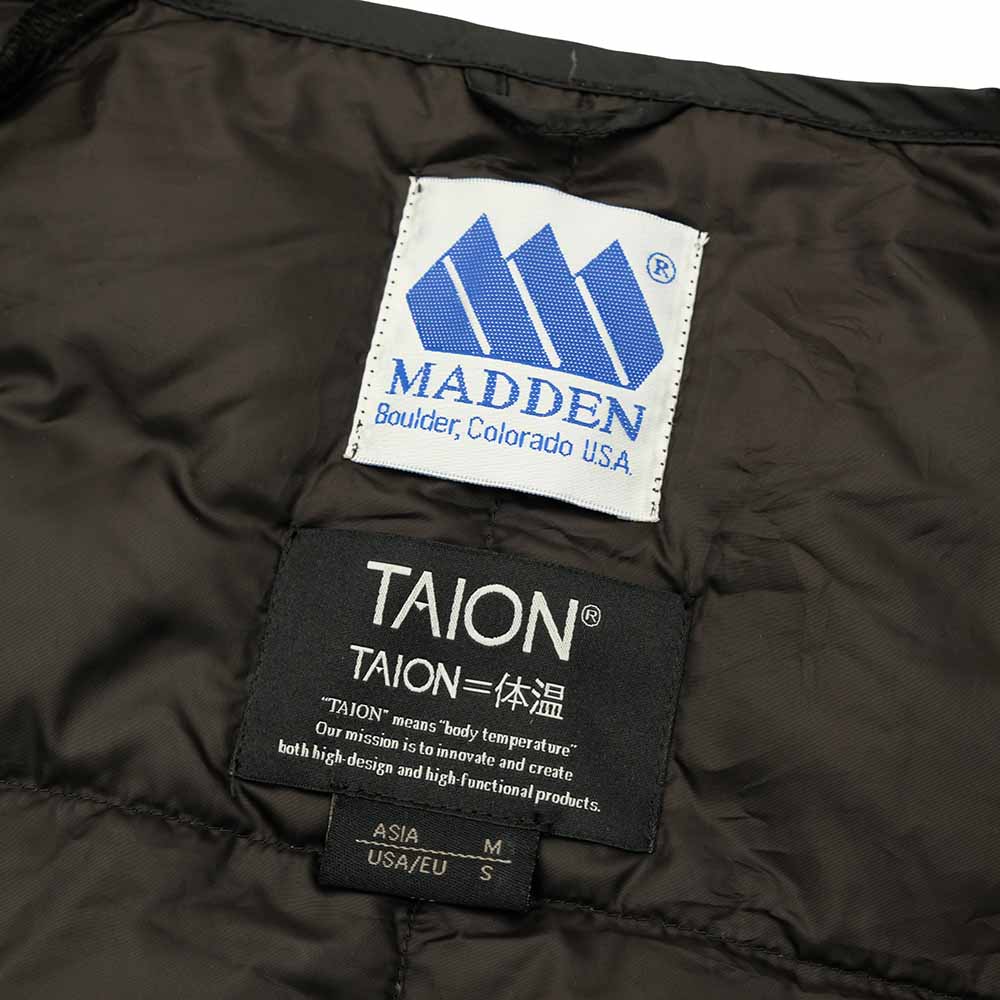 ®
MADDEN
Boulder, Colorado U.S.A.
TAION®
TAION=体温
"TAION" means "body temperature"
Our mission is to innovate and create
both high-design and high-functional products.
ASIA M
USA/EU S